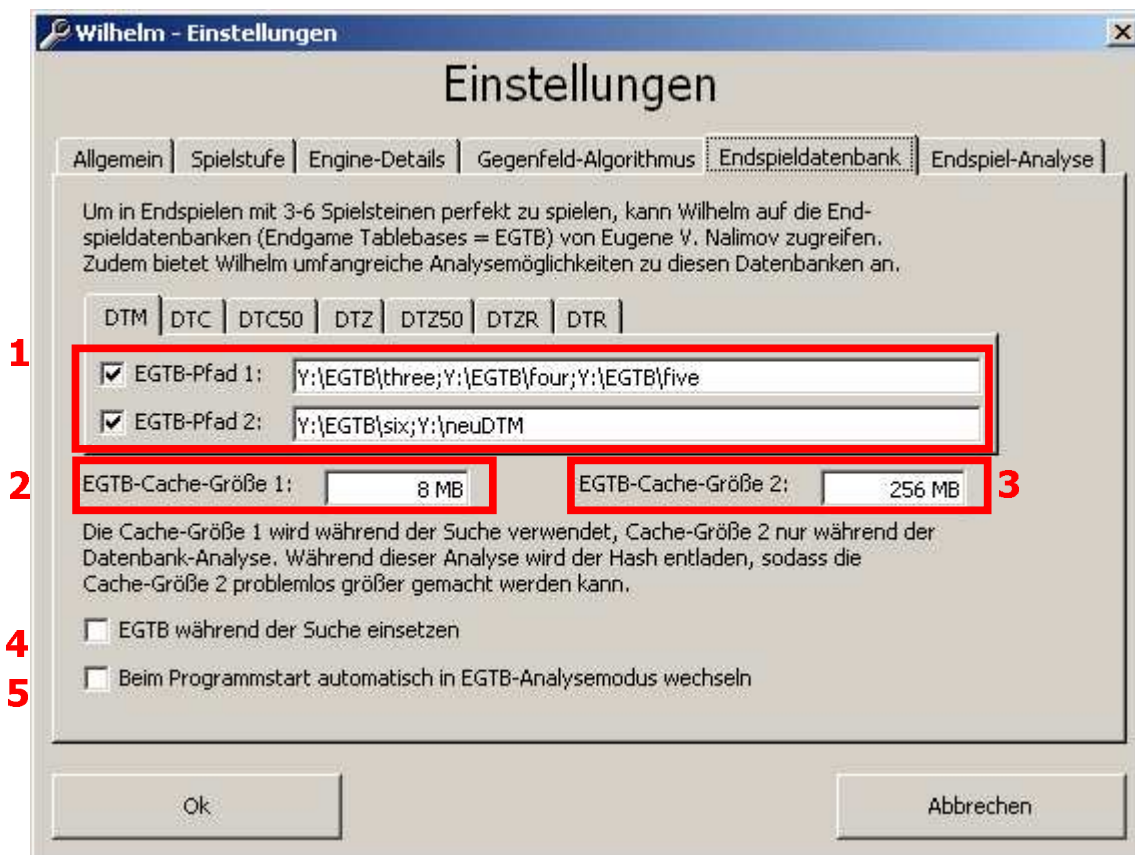 Wilhelm - Einstellungen
Einstellungen
Allgemein Spielstufe Engine-Details Gegenfeld-Algorithmus Endspieldatenbank Endspiel-Analyse
Um in Endspielen mit 3-6 Spielsteinen perfekt zu spielen, kann Wilhelm auf die End-
spieldatenbanken (Endgame Tablebases = EGTB) von Eugene V. Nalimov zugreifen.
Zudem bietet Wilhelm umfangreiche Analysemöglichkeiten zu diesen Datenbanken an.
DTM DTC DTC50 DTZ DTZ50 DTZR DTR
1
EGTB-Pfad 1: Y:\EGTB\three;Y:\EGTB\four;Y:\EGTB\five
EGTB-Pfad 2: Y:\EGTB\six;Y:\neuDTM
2 EGTB-Cache-Größe 1: 8 MB EGTB-Cache-Größe 2: 256 MB 3
Die Cache-Größe 1 wird während der Suche verwendet, Cache-Größe 2 nur während der
Datenbank-Analyse. Während dieser Analyse wird der Hash entladen, sodass die
Cache-Größe 2 problemlos größer gemacht werden kann.
4 EGTB während der Suche einsetzen
5 Beim Programmstart automatisch in EGTB-Analysemodus wechseln
Ok Abbrechen